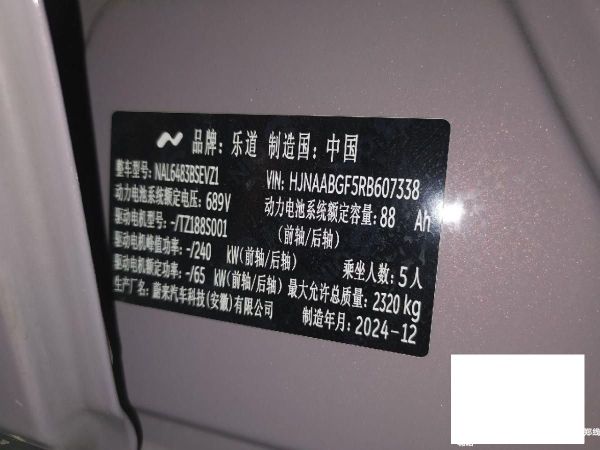 品牌：乐道 制造国：中国
整车型号：NAL6483BSEVZ1 VIN：HJNAABGF5RB607338
动力电池系统额定电压：689V 动力电池系统额定容量：88 Ah
驱动电机型号：-/TZ188S001 （前轴/后轴）
驱动电机峰值功率：-/240 kW（前轴/后轴） 乘坐人数：5人
驱动电机额定功率：-/65 kW（前轴/后轴） 最大允许总质量：2320kg
生产厂名：蔚来汽车科技（安徽）有限公司 制造年月：2024-12